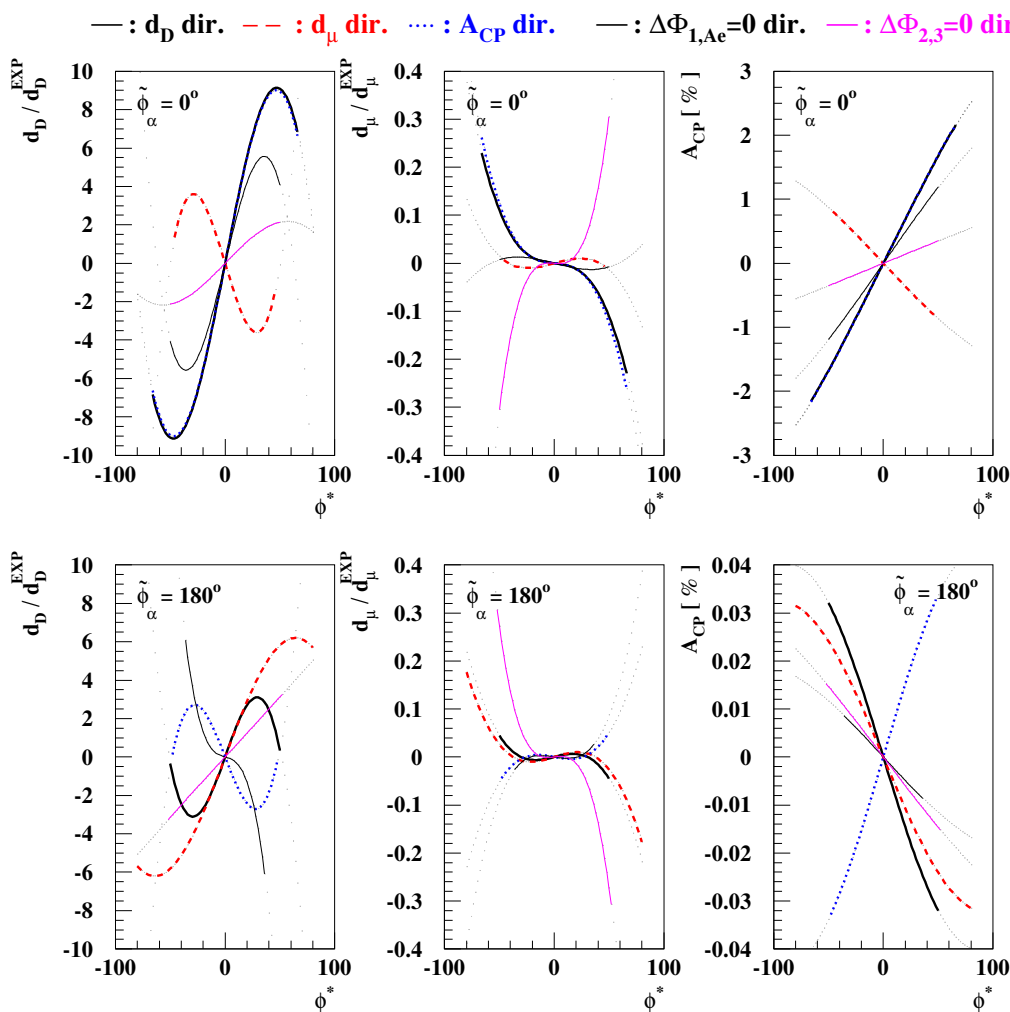 — : d_D dir. – – : d_μ dir. ···· : A_CP dir. — : ΔΦ_1,Ae=0 dir. — : ΔΦ_2,3=0 dir
d_D / d_D^EXP
φ̃_α = 0°
10
8
6
4
2
0
-2
-4
-6
-8
-10
-100 0 100
φ*
d_μ / d_μ^EXP
φ̃_α = 0°
0.4
0.3
0.2
0.1
0
-0.1
-0.2
-0.3
-0.4
-100 0 100
φ*
A_CP [ % ]
φ̃_α = 0°
3
2
1
0
-1
-2
-3
-100 0 100
φ*
d_D / d_D^EXP
φ̃_α = 180°
10
8
6
4
2
0
-2
-4
-6
-8
-10
-100 0 100
φ*
d_μ / d_μ^EXP
φ̃_α = 180°
0.4
0.3
0.2
0.1
0
-0.1
-0.2
-0.3
-0.4
-100 0 100
φ*
A_CP [ % ]
φ̃_α = 180°
0.04
0.03
0.02
0.01
0
-0.01
-0.02
-0.03
-0.04
-100 0 100
φ*